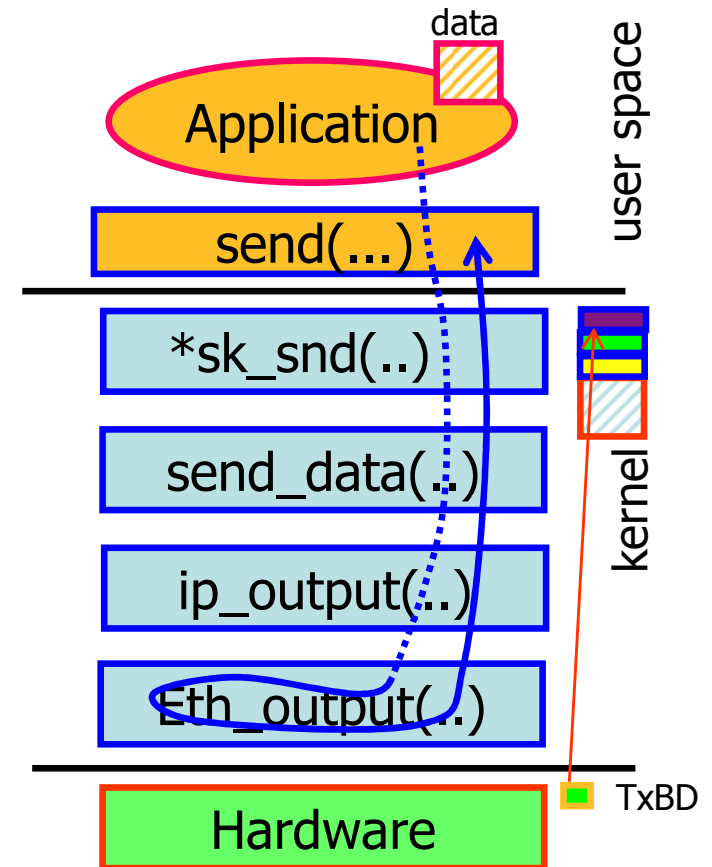 data
Application
user space
send(...)
*sk_snd(..)
send_data(..)
kernel
ip_output(..)
Eth_output(..)
TxBD
Hardware